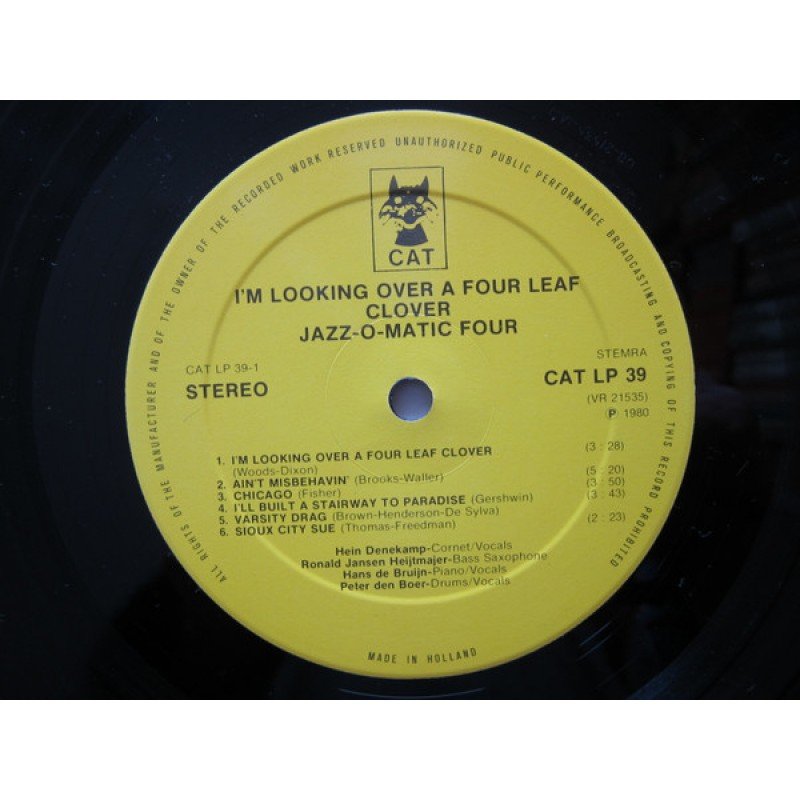 ALL RIGHTS OF THE MANUFACTURER AND OF THE OWNER OF THE RECORDED WORK RESERVED UNAUTHORIZED PUBLIC PERFORMANCE BROADCASTING AND COPYING OF THIS RECORD PROHIBITED
CAT
I'M LOOKING OVER A FOUR LEAF
CLOVER
JAZZ-O-MATIC FOUR
CAT LP 39-1
STEREO
STEMRA
CAT LP 39
(VR 21535)
℗ 1980
1. I'M LOOKING OVER A FOUR LEAF CLOVER (3 : 28)
(Woods-Dixon)
2. AIN'T MISBEHAVIN' (Brooks-Waller) (5 : 20)
3. CHICAGO (Fisher) (3 : 50)
4. I'LL BUILT A STAIRWAY TO PARADISE (Gershwin) (3 : 43)
5. VARSITY DRAG (Brown-Henderson-De Sylva)
6. SIOUX CITY SUE (Thomas-Freedman) (2 : 23)
Hein Denekamp-Cornet/Vocals
Ronald Jansen Heijtmajer-Bass Saxophone
Hans de Bruijn-Piano/Vocals
Peter den Boer-Drums/Vocals
MADE IN HOLLAND